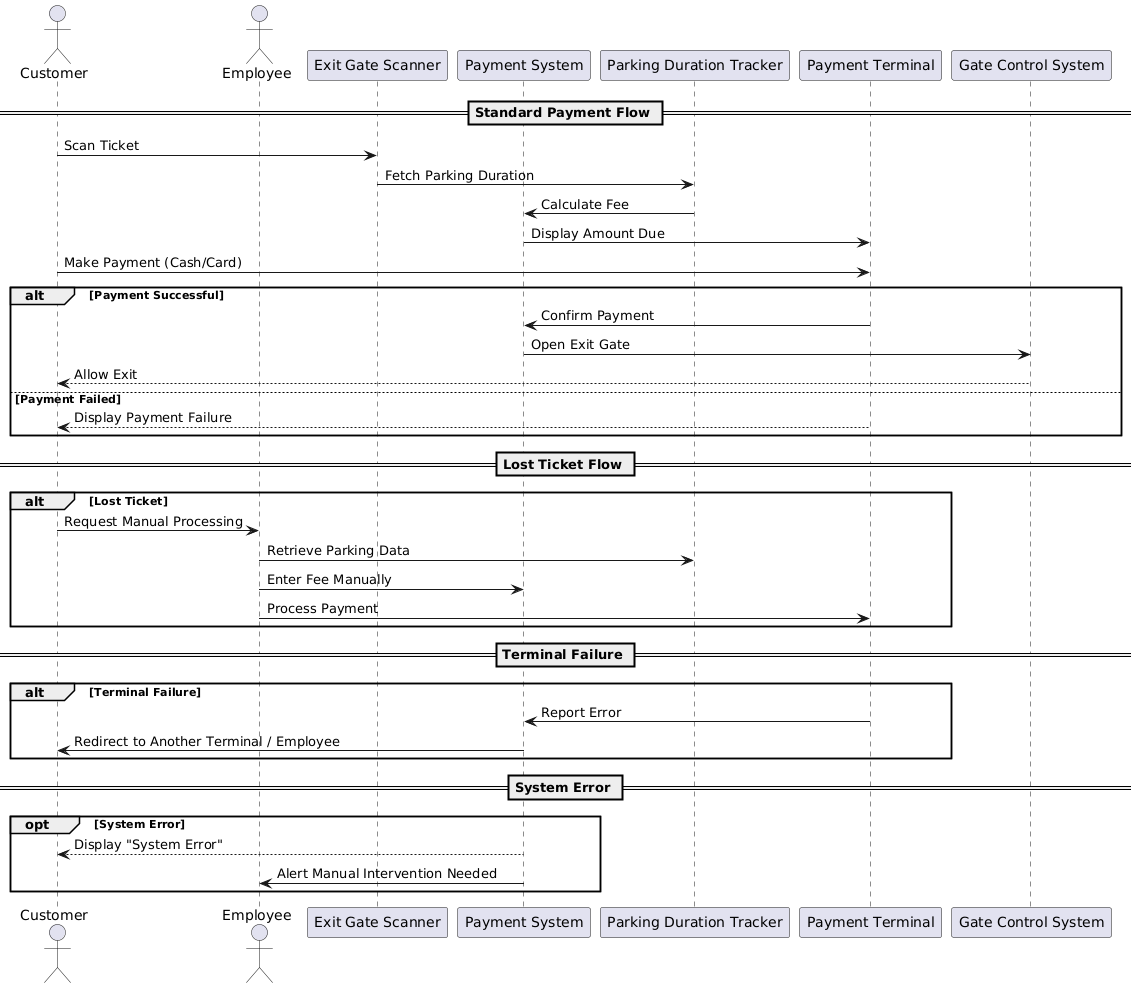 Customer
Employee
Exit Gate Scanner
Payment System
Parking Duration Tracker
Payment Terminal
Gate Control System
Standard Payment Flow
Scan Ticket
Fetch Parking Duration
Calculate Fee
Display Amount Due
Make Payment (Cash/Card)
alt [Payment Successful]
Confirm Payment
Open Exit Gate
Allow Exit
[Payment Failed]
Display Payment Failure
Lost Ticket Flow
alt [Lost Ticket]
Request Manual Processing
Retrieve Parking Data
Enter Fee Manually
Process Payment
Terminal Failure
alt [Terminal Failure]
Report Error
Redirect to Another Terminal / Employee
System Error
opt [System Error]
Display "System Error"
Alert Manual Intervention Needed
Customer
Employee
Exit Gate Scanner
Payment System
Parking Duration Tracker
Payment Terminal
Gate Control System